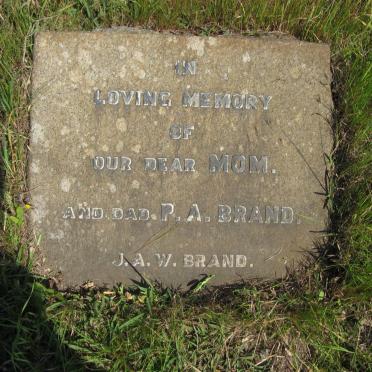 IN
LOVING MEMORY
OF
OUR DEAR MOM.
AND DAD P. A. BRAND.
J. A. W. BRAND.